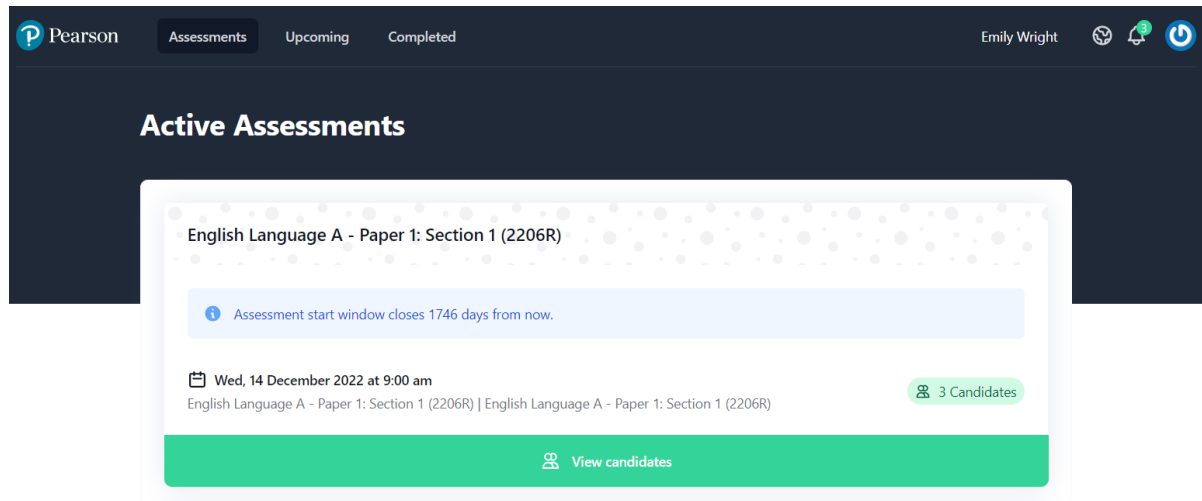 Pearson Assessments Upcoming Completed Emily Wright 3
Active Assessments
English Language A - Paper 1: Section 1 (2206R)
Assessment start window closes 1746 days from now.
Wed, 14 December 2022 at 9:00 am
English Language A - Paper 1: Section 1 (2206R) | English Language A - Paper 1: Section 1 (2206R)
3 Candidates
View candidates